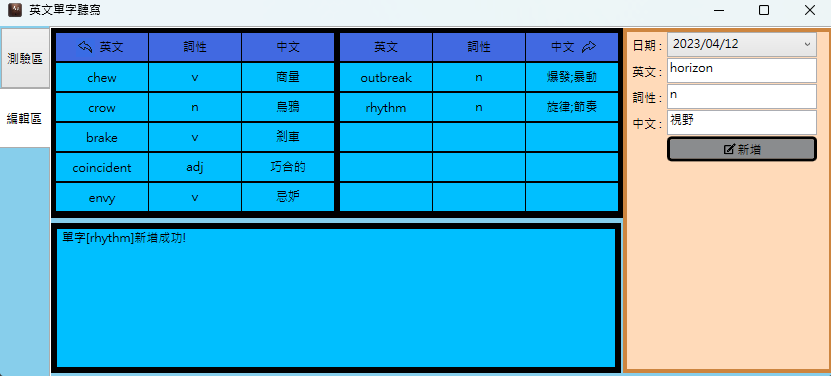 英文單字聽寫
測驗區
編輯區
英文 詞性 中文 英文 詞性 中文
chew v 商量 outbreak n 爆發;暴動
crow n 烏鴉 rhythm n 旋律;節奏
brake v 剎車
coincident adj 巧合的
envy v 忌妒
單字[rhythm]新增成功!
日期 : 2023/04/12
英文 : horizon
詞性 : n
中文 : 視野
新增